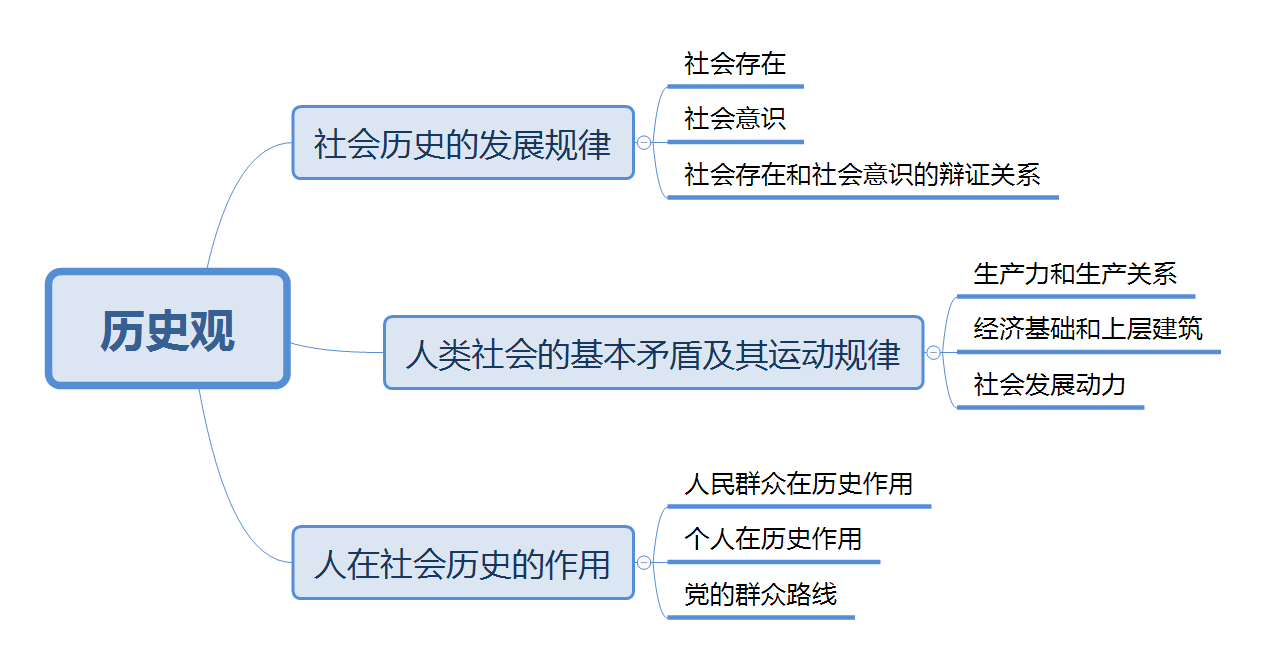 历史观
社会历史的发展规律
社会存在
社会意识
社会存在和社会意识的辩证关系
人类社会的基本矛盾及其运动规律
生产力和生产关系
经济基础和上层建筑
社会发展动力
人在社会历史的作用
人民群众在历史作用
个人在历史作用
党的群众路线